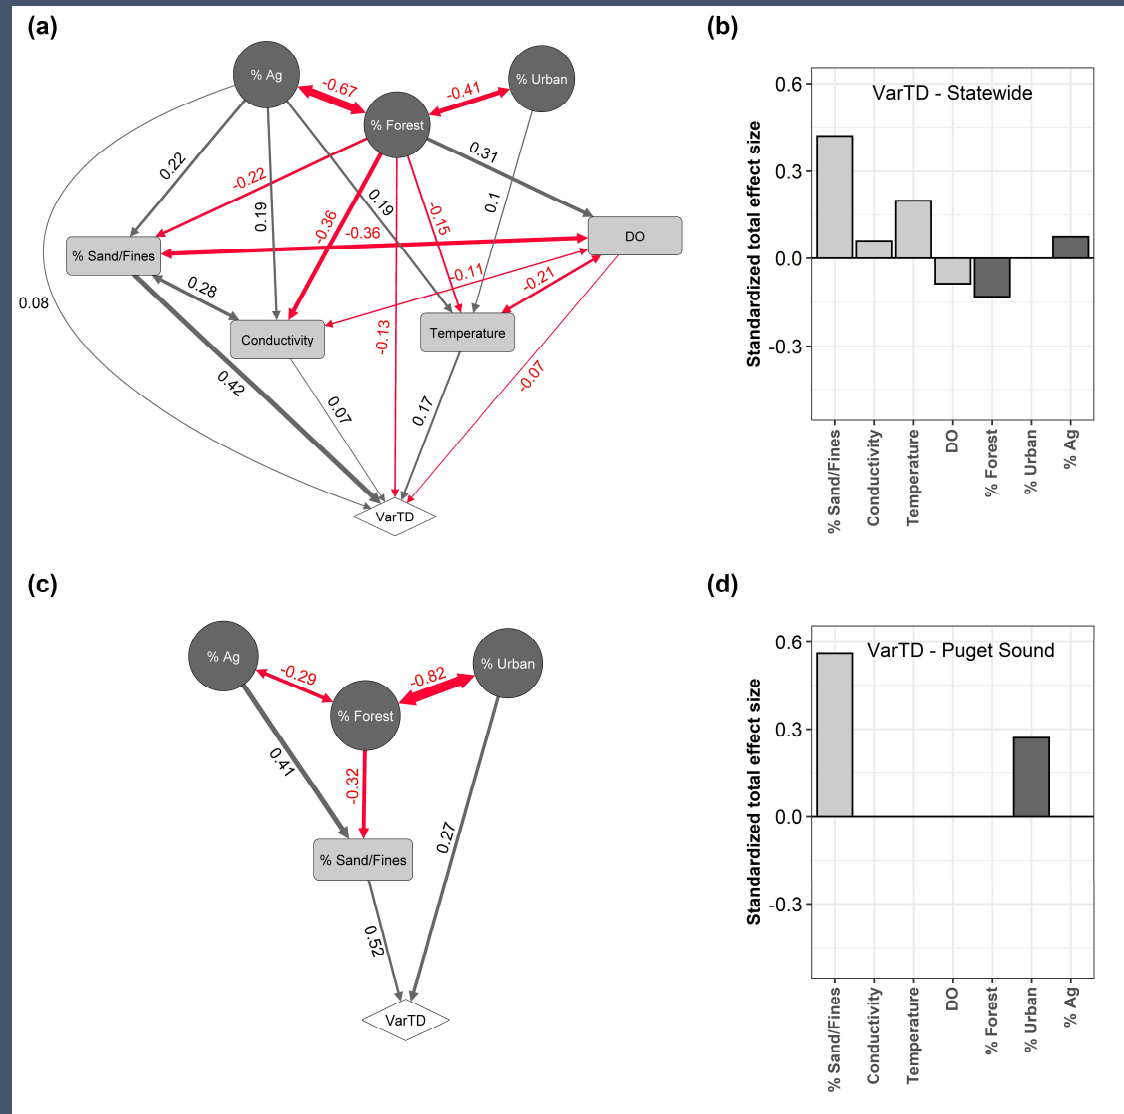 (a)
% Ag
% Urban
% Forest
-0.67
-0.41
0.31
0.22
-0.22
0.19
-0.36
0.19
-0.15
0.1
-0.36
DO
% Sand/Fines
0.28
-0.11
-0.21
0.08
Conductivity
Temperature
-0.13
0.42
0.07
0.17
-0.07
VarTD
(b)
VarTD - Statewide
Standardized total effect size
0.6
0.3
0.0
-0.3
% Sand/Fines
Conductivity
Temperature
DO
% Forest
% Urban
% Ag
(c)
% Ag
% Urban
-0.29
-0.82
% Forest
0.41
-0.32
0.27
% Sand/Fines
0.52
VarTD
(d)
VarTD - Puget Sound
Standardized total effect size
0.6
0.3
0.0
-0.3
% Sand/Fines
Conductivity
Temperature
DO
% Forest
% Urban
% Ag